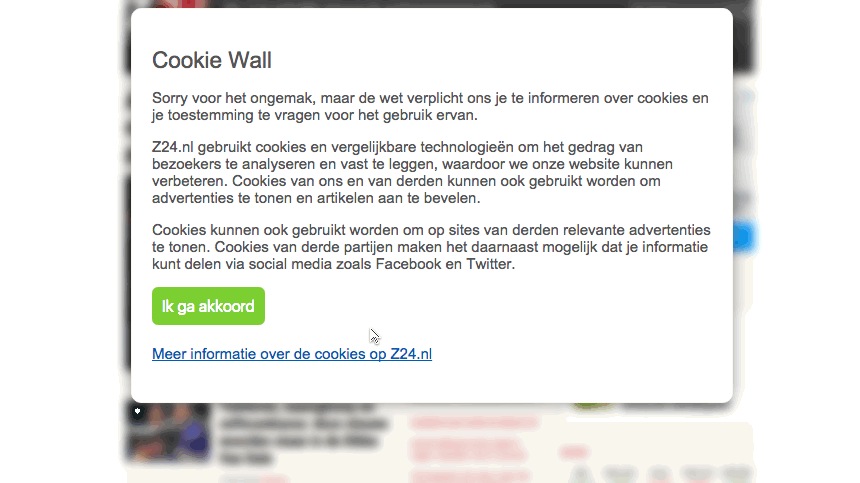 Cookie Wall
Sorry voor het ongemak, maar de wet verplicht ons je te informeren over cookies en
je toestemming te vragen voor het gebruik ervan.
Z24.nl gebruikt cookies en vergelijkbare technologieën om het gedrag van
bezoekers te analyseren en vast te leggen, waardoor we onze website kunnen
verbeteren. Cookies van ons en van derden kunnen ook gebruikt worden om
advertenties te tonen en artikelen aan te bevelen.
Cookies kunnen ook gebruikt worden om op sites van derden relevante advertenties
te tonen. Cookies van derde partijen maken het daarnaast mogelijk dat je informatie
kunt delen via social media zoals Facebook en Twitter.
Ik ga akkoord
Meer informatie over de cookies op Z24.nl